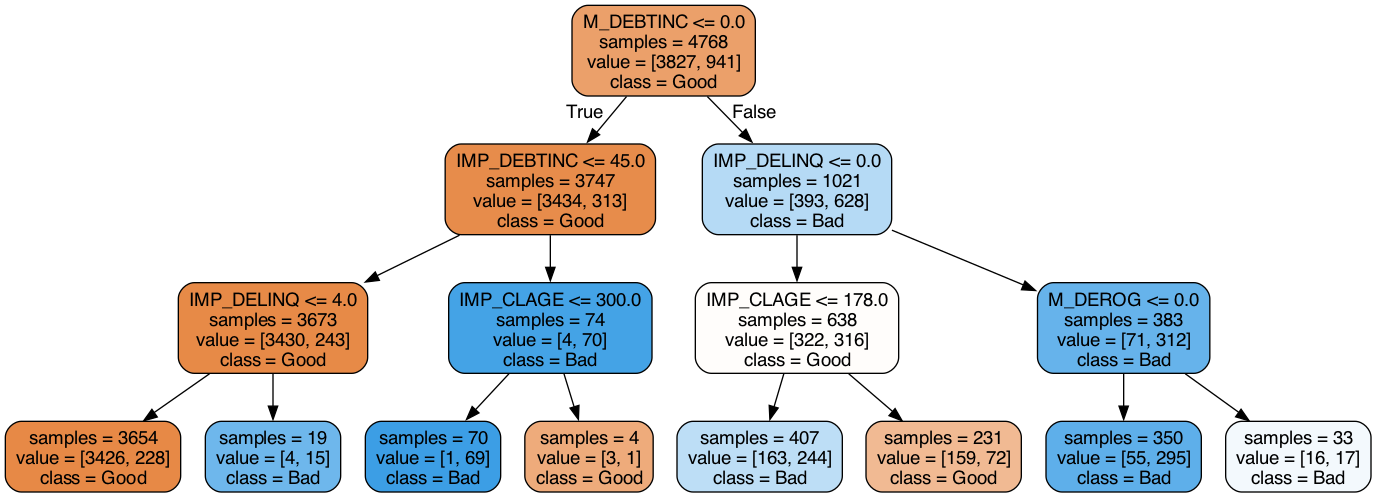 M_DEBTINC <= 0.0
samples = 4768
value = [3827, 941]
class = Good
True
False
IMP_DEBTINC <= 45.0
samples = 3747
value = [3434, 313]
class = Good
IMP_DELINQ <= 0.0
samples = 1021
value = [393, 628]
class = Bad
IMP_DELINQ <= 4.0
samples = 3673
value = [3430, 243]
class = Good
IMP_CLAGE <= 300.0
samples = 74
value = [4, 70]
class = Bad
IMP_CLAGE <= 178.0
samples = 638
value = [322, 316]
class = Good
M_DEROG <= 0.0
samples = 383
value = [71, 312]
class = Bad
samples = 3654
value = [3426, 228]
class = Good
samples = 19
value = [4, 15]
class = Bad
samples = 70
value = [1, 69]
class = Bad
samples = 4
value = [3, 1]
class = Good
samples = 407
value = [163, 244]
class = Bad
samples = 231
value = [159, 72]
class = Good
samples = 350
value = [55, 295]
class = Bad
samples = 33
value = [16, 17]
class = Bad